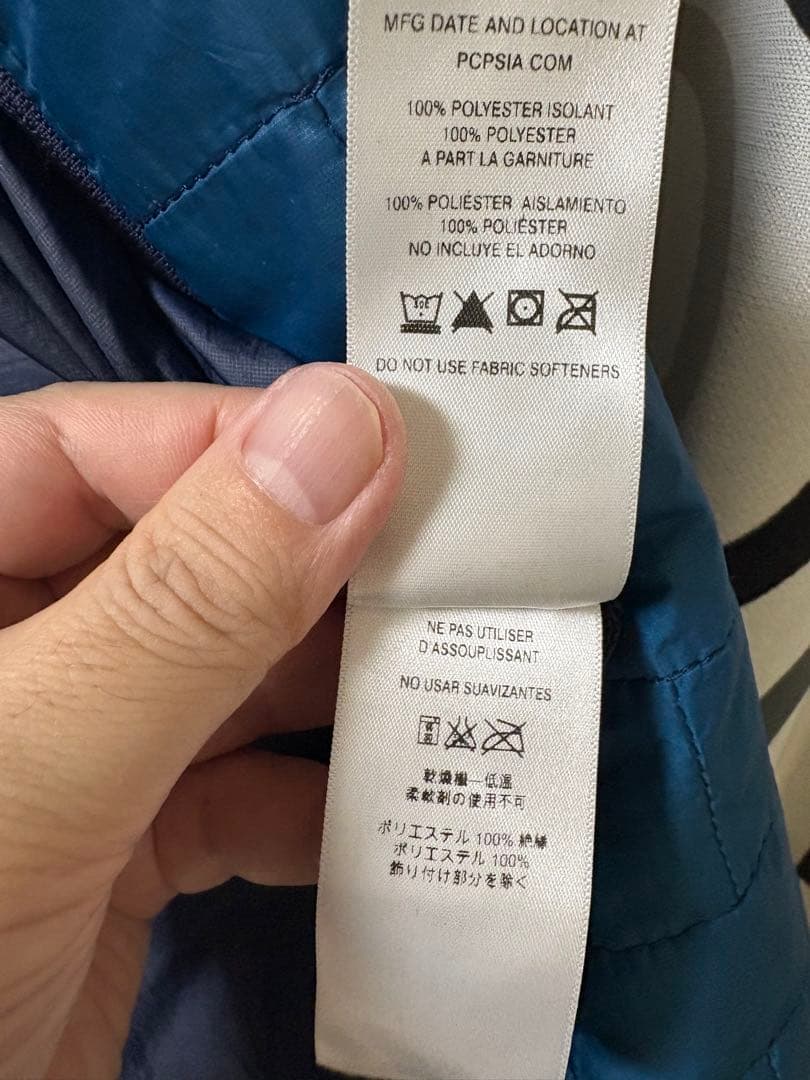 MFG DATE AND LOCATION AT
PCPSIA COM
100% POLYESTER ISOLANT
100% POLYESTER
A PART LA GARNITURE
100% POLIÉSTER AISLAMIENTO
100% POLIÉSTER
NO INCLUYE EL ADORNO
DO NOT USE FABRIC SOFTENERS
NE PAS UTILISER
D'ASSOUPLISSANT
NO USAR SUAVIZANTES
乾燥機—低温
柔軟剤の使用不可
ポリエステル 100% 絶縁
ポリエステル 100%
飾り付け部分を除く